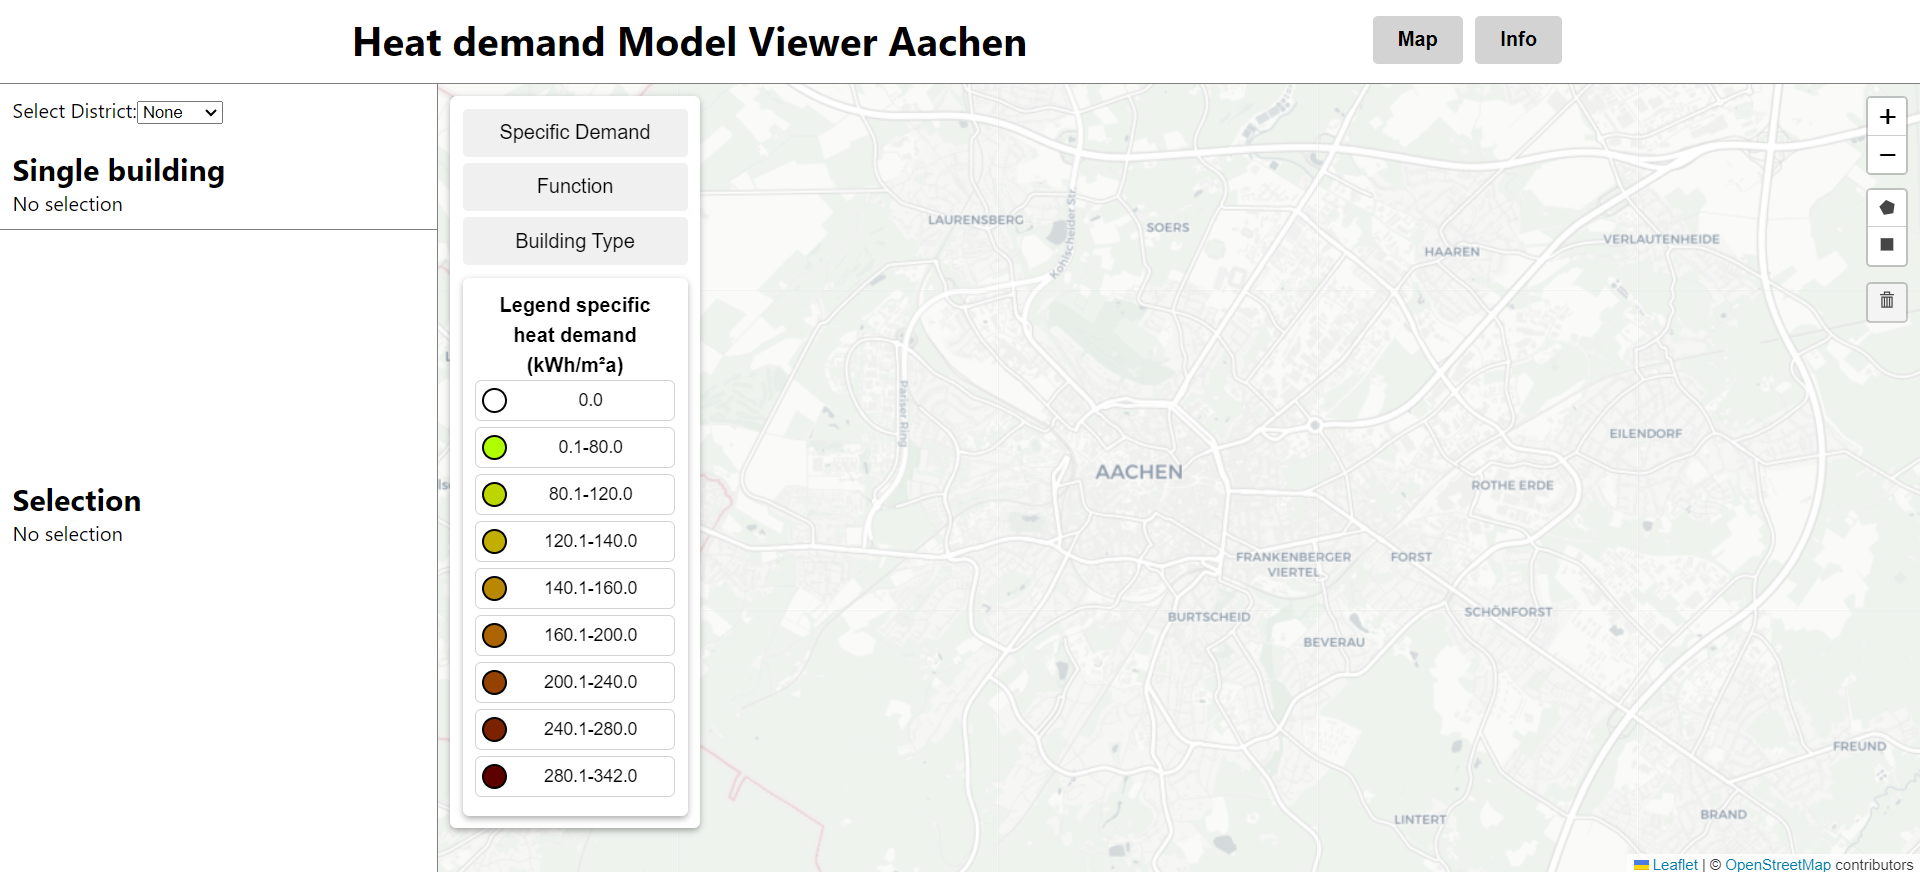 Heat demand Model Viewer Aachen
Map
Info
Select District:
None
Single building
No selection
Selection
No selection
Specific Demand
Function
Building Type
Legend specific
heat demand
(kWh/m²a)
0.0
0.1-80.0
80.1-120.0
120.1-140.0
140.1-160.0
160.1-200.0
200.1-240.0
240.1-280.0
280.1-342.0
+
−
LAURENSBERG
Kohlscheider Str.
SOERS
HAAREN
VERLAUTENHEIDE
Pariser Ring
AACHEN
EILENDORF
ROTHE ERDE
FRANKENBERGER
VIERTEL
FORST
BURTSCHEID
BEVERAU
SCHÖNFORST
FREUND
LINTERT
BRAND
Leaflet | © OpenStreetMap contributors